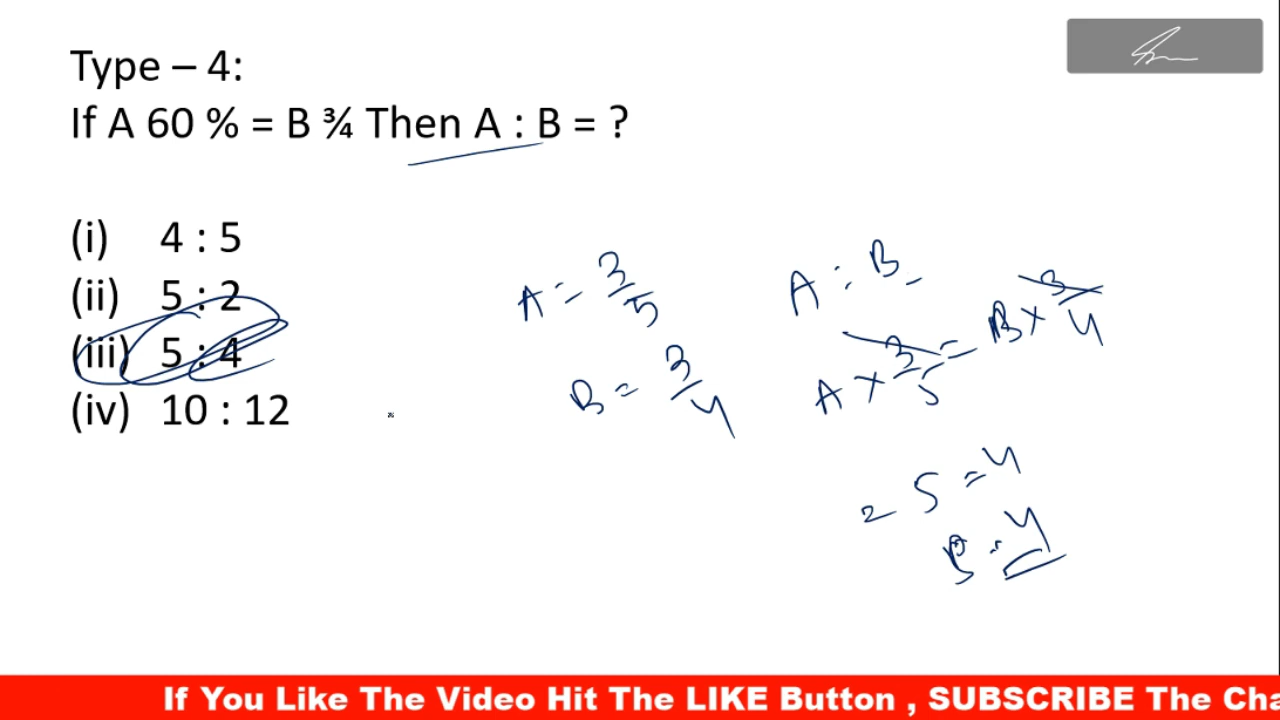 Type – 4:
If A 60 % = B ¾ Then A : B = ?
(i) 4 : 5
(ii) 5 : 2
(iii) 5 : 4
(iv) 10 : 12
A = 3/5
B = 3/4
A : B
A × 3/5 = B × 3/4
5 = 4
5 : 4
If You Like The Video Hit The LIKE Button , SUBSCRIBE The Cha